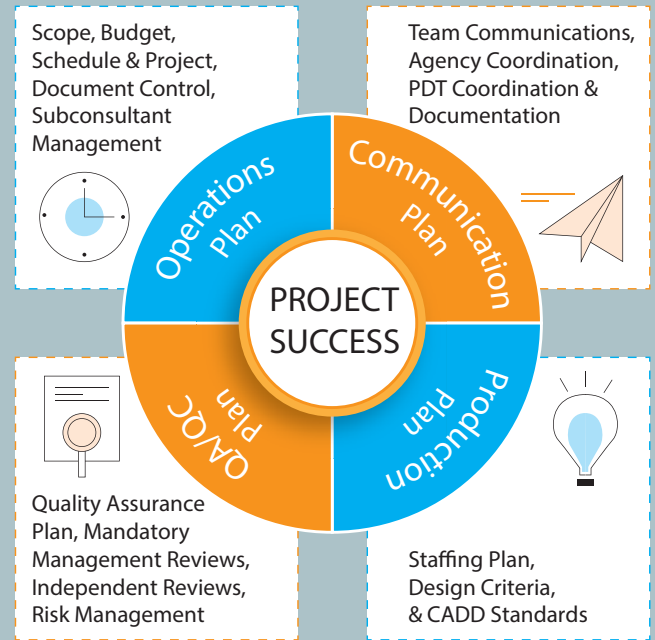 Scope, Budget,
Schedule & Project,
Document Control,
Subconsultant
Management
Team Communications,
Agency Coordination,
PDT Coordination &
Documentation
Operations
Plan
Communication
Plan
PROJECT
SUCCESS
QA/QC
Plan
Production
Plan
Quality Assurance
Plan, Mandatory
Management Reviews,
Independent Reviews,
Risk Management
Staffing Plan,
Design Criteria,
& CADD Standards